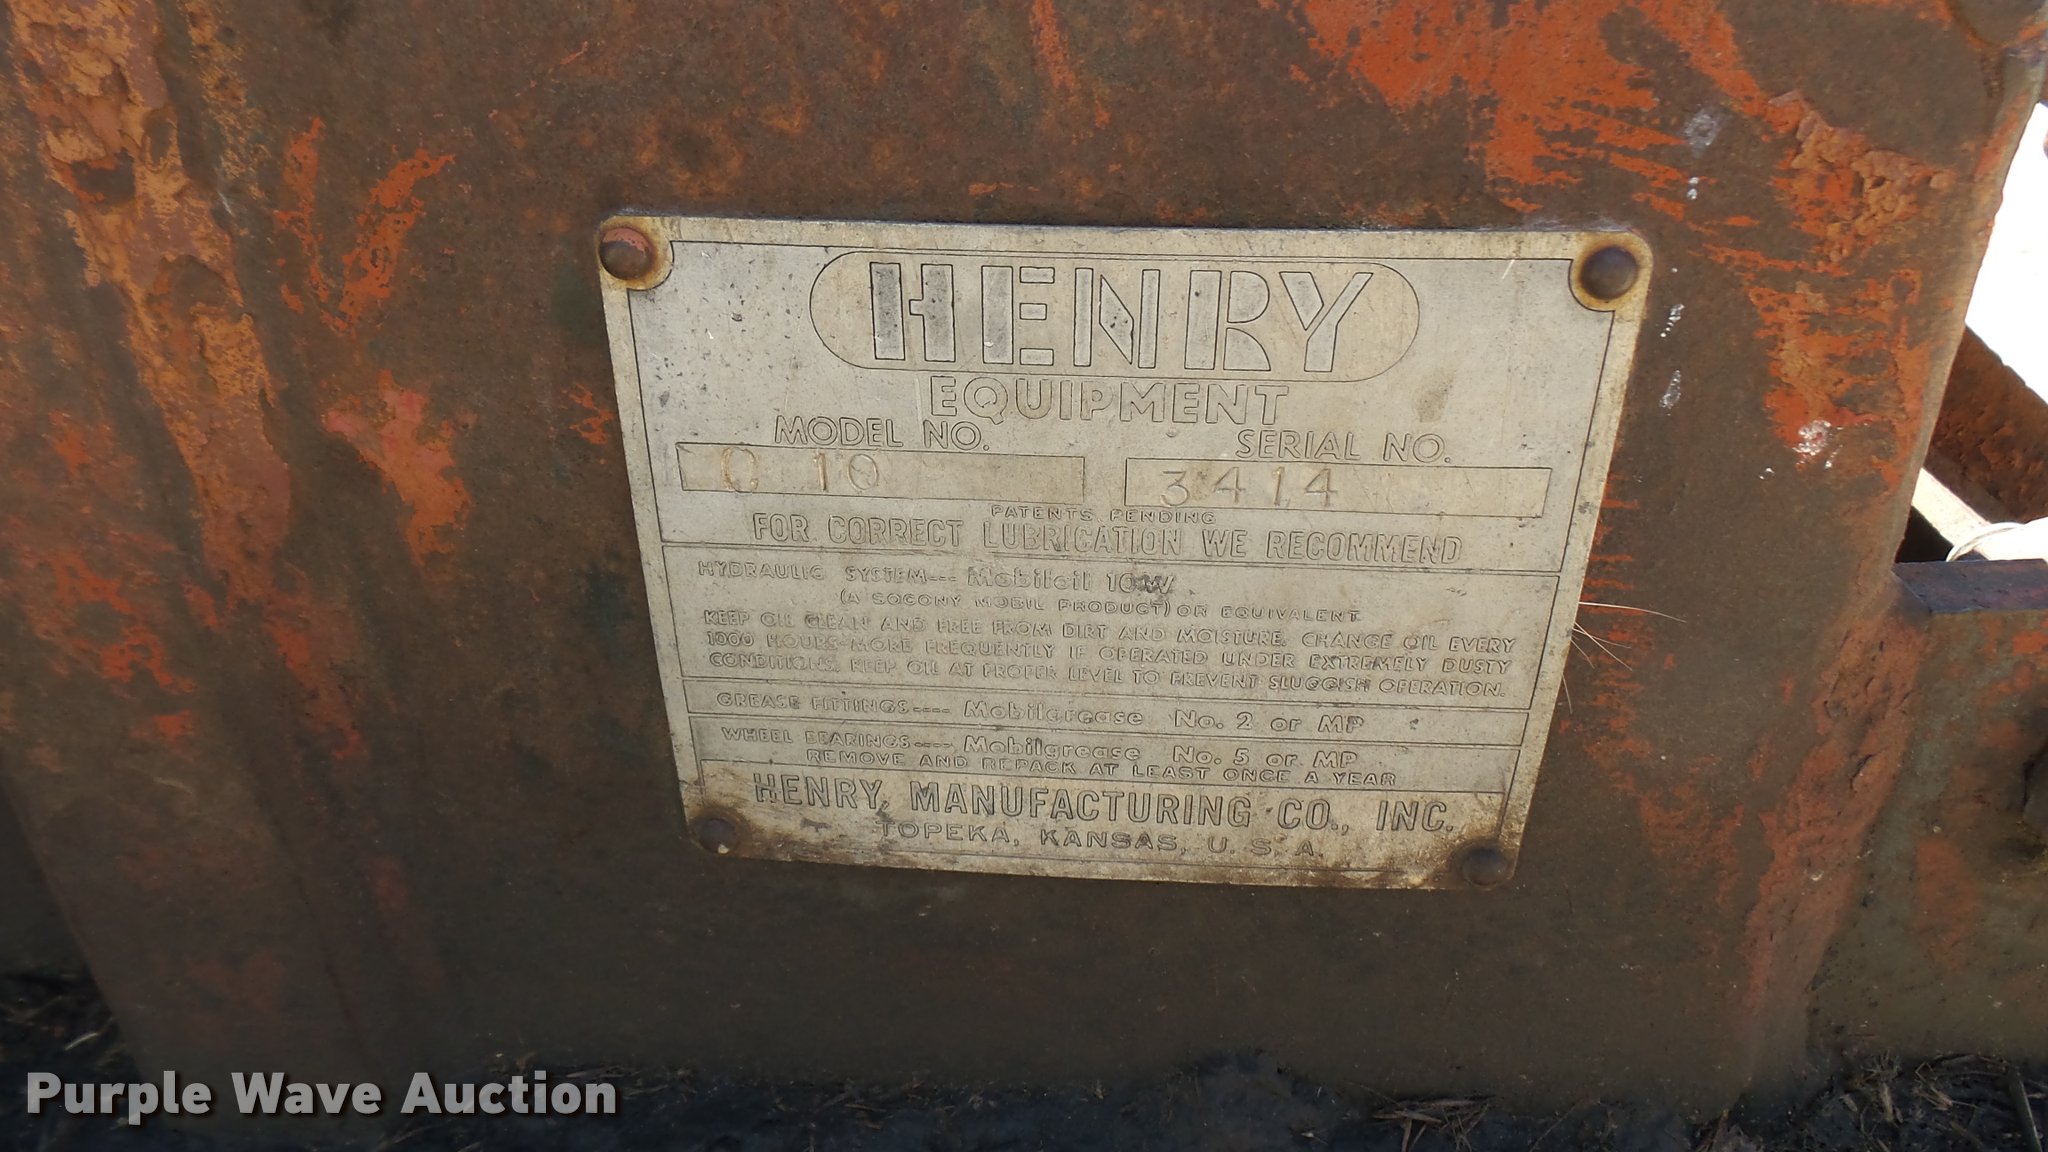 HENRY
EQUIPMENT
MODEL NO. SERIAL NO.
C 10 3414
PATENTS PENDING
FOR CORRECT LUBRICATION WE RECOMMEND
HYDRAULIC SYSTEM--- Mobiloil 10W
(A SOCONY MOBIL PRODUCT) OR EQUIVALENT
KEEP OIL CLEAN AND FREE FROM DIRT AND MOISTURE. CHANGE OIL EVERY
1000 HOURS-MORE FREQUENTLY IF OPERATED UNDER EXTREMELY DUSTY
CONDITIONS. KEEP OIL AT PROPER LEVEL TO PREVENT SLUGGISH OPERATION.
GREASE FITTINGS---- Mobilgrease No. 2 or MP
WHEEL BEARINGS---- Mobilgrease No. 5 or MP
REMOVE AND REPACK AT LEAST ONCE A YEAR
HENRY MANUFACTURING CO., INC.
TOPEKA, KANSAS, U. S. A.
Purple Wave Auction